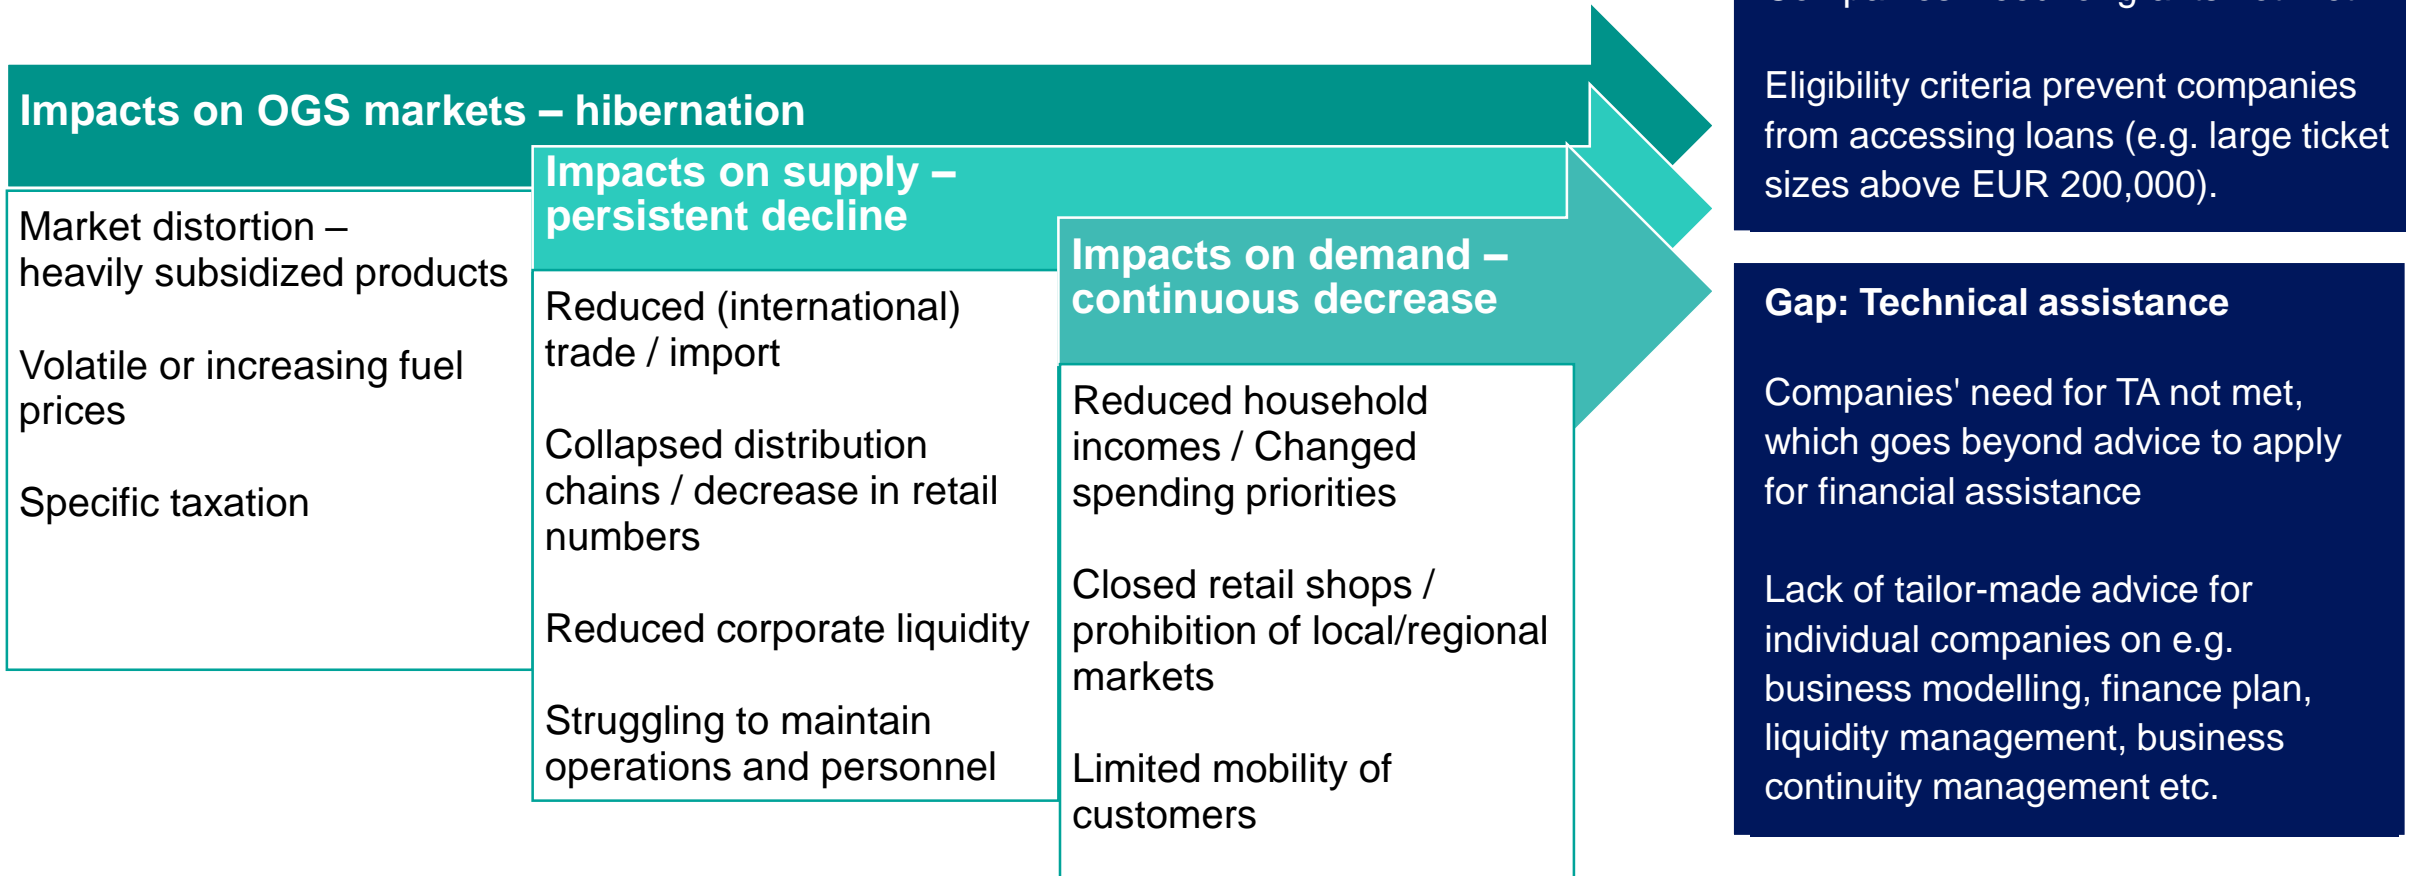 Impacts on OGS markets – hibernation
Market distortion –
heavily subsidized products
Volatile or increasing fuel
prices
Specific taxation
Impacts on supply –
persistent decline
Reduced (international)
trade / import
Collapsed distribution
chains / decrease in retail
numbers
Reduced corporate liquidity
Struggling to maintain
operations and personnel
Impacts on demand –
continuous decrease
Reduced household
incomes / Changed
spending priorities
Closed retail shops /
prohibition of local/regional
markets
Limited mobility of
customers
Eligibility criteria prevent companies
from accessing loans (e.g. large ticket
sizes above EUR 200,000).
Gap: Technical assistance
Companies' need for TA not met,
which goes beyond advice to apply
for financial assistance
Lack of tailor-made advice for
individual companies on e.g.
business modelling, finance plan,
liquidity management, business
continuity management etc.